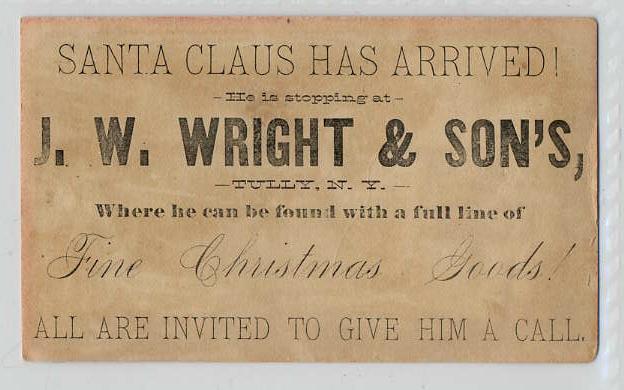 SANTA CLAUS HAS ARRIVED!
–He is stopping at–
J. W. WRIGHT & SON'S,
–TULLY, N. Y.–
Where he can be found with a full line of
Fine Christmas Goods!
ALL ARE INVITED TO GIVE HIM A CALL.